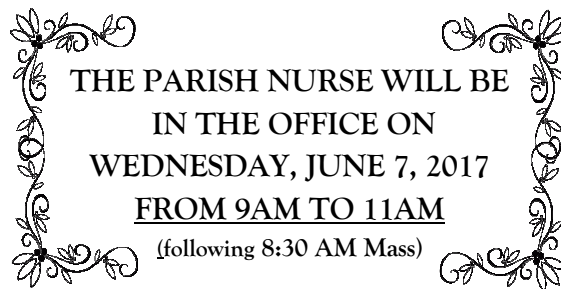 THE PARISH NURSE WILL BE
IN THE OFFICE ON
WEDNESDAY, JUNE 7, 2017
FROM 9AM TO 11AM
(following 8:30 AM Mass)